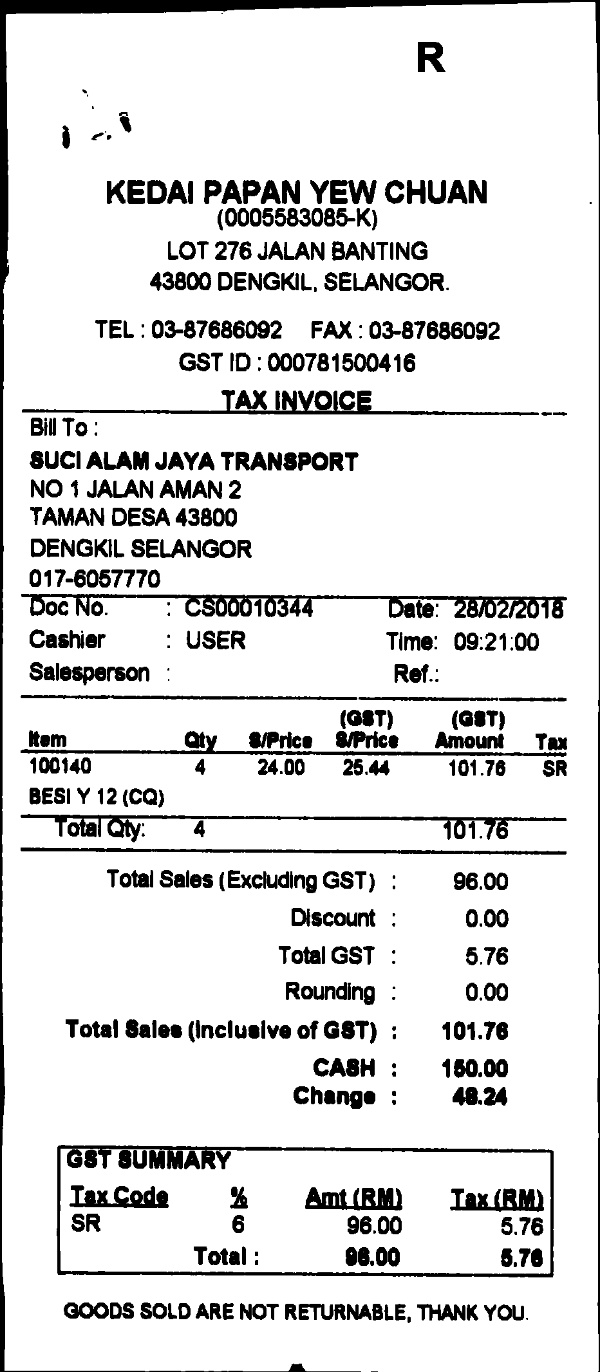 R
KEDAI PAPAN YEW CHUAN
(0005583085-K)
LOT 276 JALAN BANTING
43800 DENGKIL, SELANGOR.
TEL : 03-87686092 FAX : 03-87686092
GST ID : 000781500416
TAX INVOICE
Bill To :
SUCI ALAM JAYA TRANSPORT
NO 1 JALAN AMAN 2
TAMAN DESA 43800
DENGKIL SELANGOR
017-6057770
Doc No. : CS00010344 Date: 28/02/2018
Cashier : USER Time: 09:21:00
Salesperson : Ref.:
(GST) (GST)
Item Qty S/Price S/Price Amount Tax
100140 4 24.00 25.44 101.76 SR
BESI Y 12 (CQ)
Total Qty: 4 101.76
Total Sales (Excluding GST) : 96.00
Discount : 0.00
Total GST : 5.76
Rounding : 0.00
Total Sales (Inclusive of GST) : 101.76
CASH : 150.00
Change : 48.24
GST SUMMARY
Tax Code % Amt (RM) Tax (RM)
SR 6 96.00 5.76
Total : 96.00 5.76
GOODS SOLD ARE NOT RETURNABLE, THANK YOU.